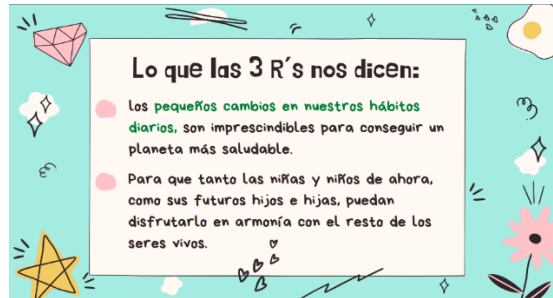 Lo que las 3 R´s nos dicen:
los pequeños cambios en nuestros hábitos
diarios, son imprescindibles para conseguir un
planeta más saludable.
Para que tanto las niñas y niños de ahora,
como sus futuros hijos e hijas, puedan
disfrutarlo en armonía con el resto de los
seres vivos.